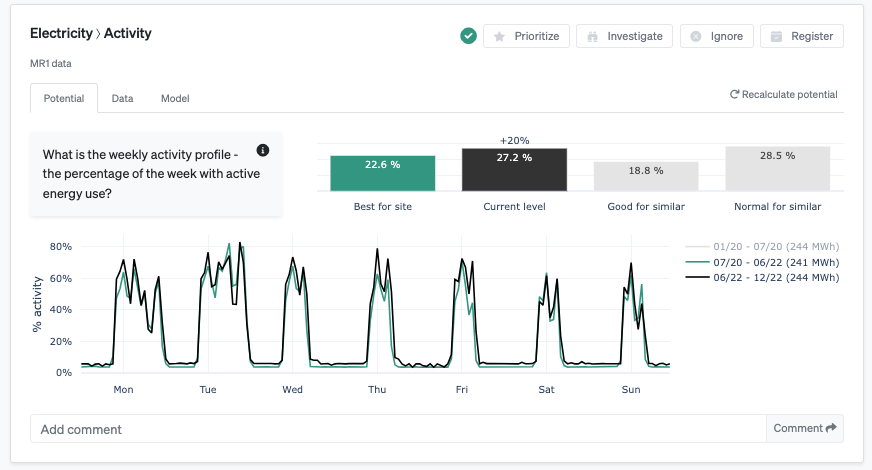 Electricity › Activity
Prioritize
Investigate
Ignore
Register
MR1 data
Potential
Data
Model
Recalculate potential
What is the weekly activity profile -
the percentage of the week with active
energy use?
+20%
22.6 %
27.2 %
18.8 %
28.5 %
Best for site
Current level
Good for similar
Normal for similar
% activity
80%
60%
40%
20%
0%
Mon
Tue
Wed
Thu
Fri
Sat
Sun
01/20 - 07/20 (244 MWh)
07/20 - 06/22 (241 MWh)
06/22 - 12/22 (244 MWh)
Add comment
Comment